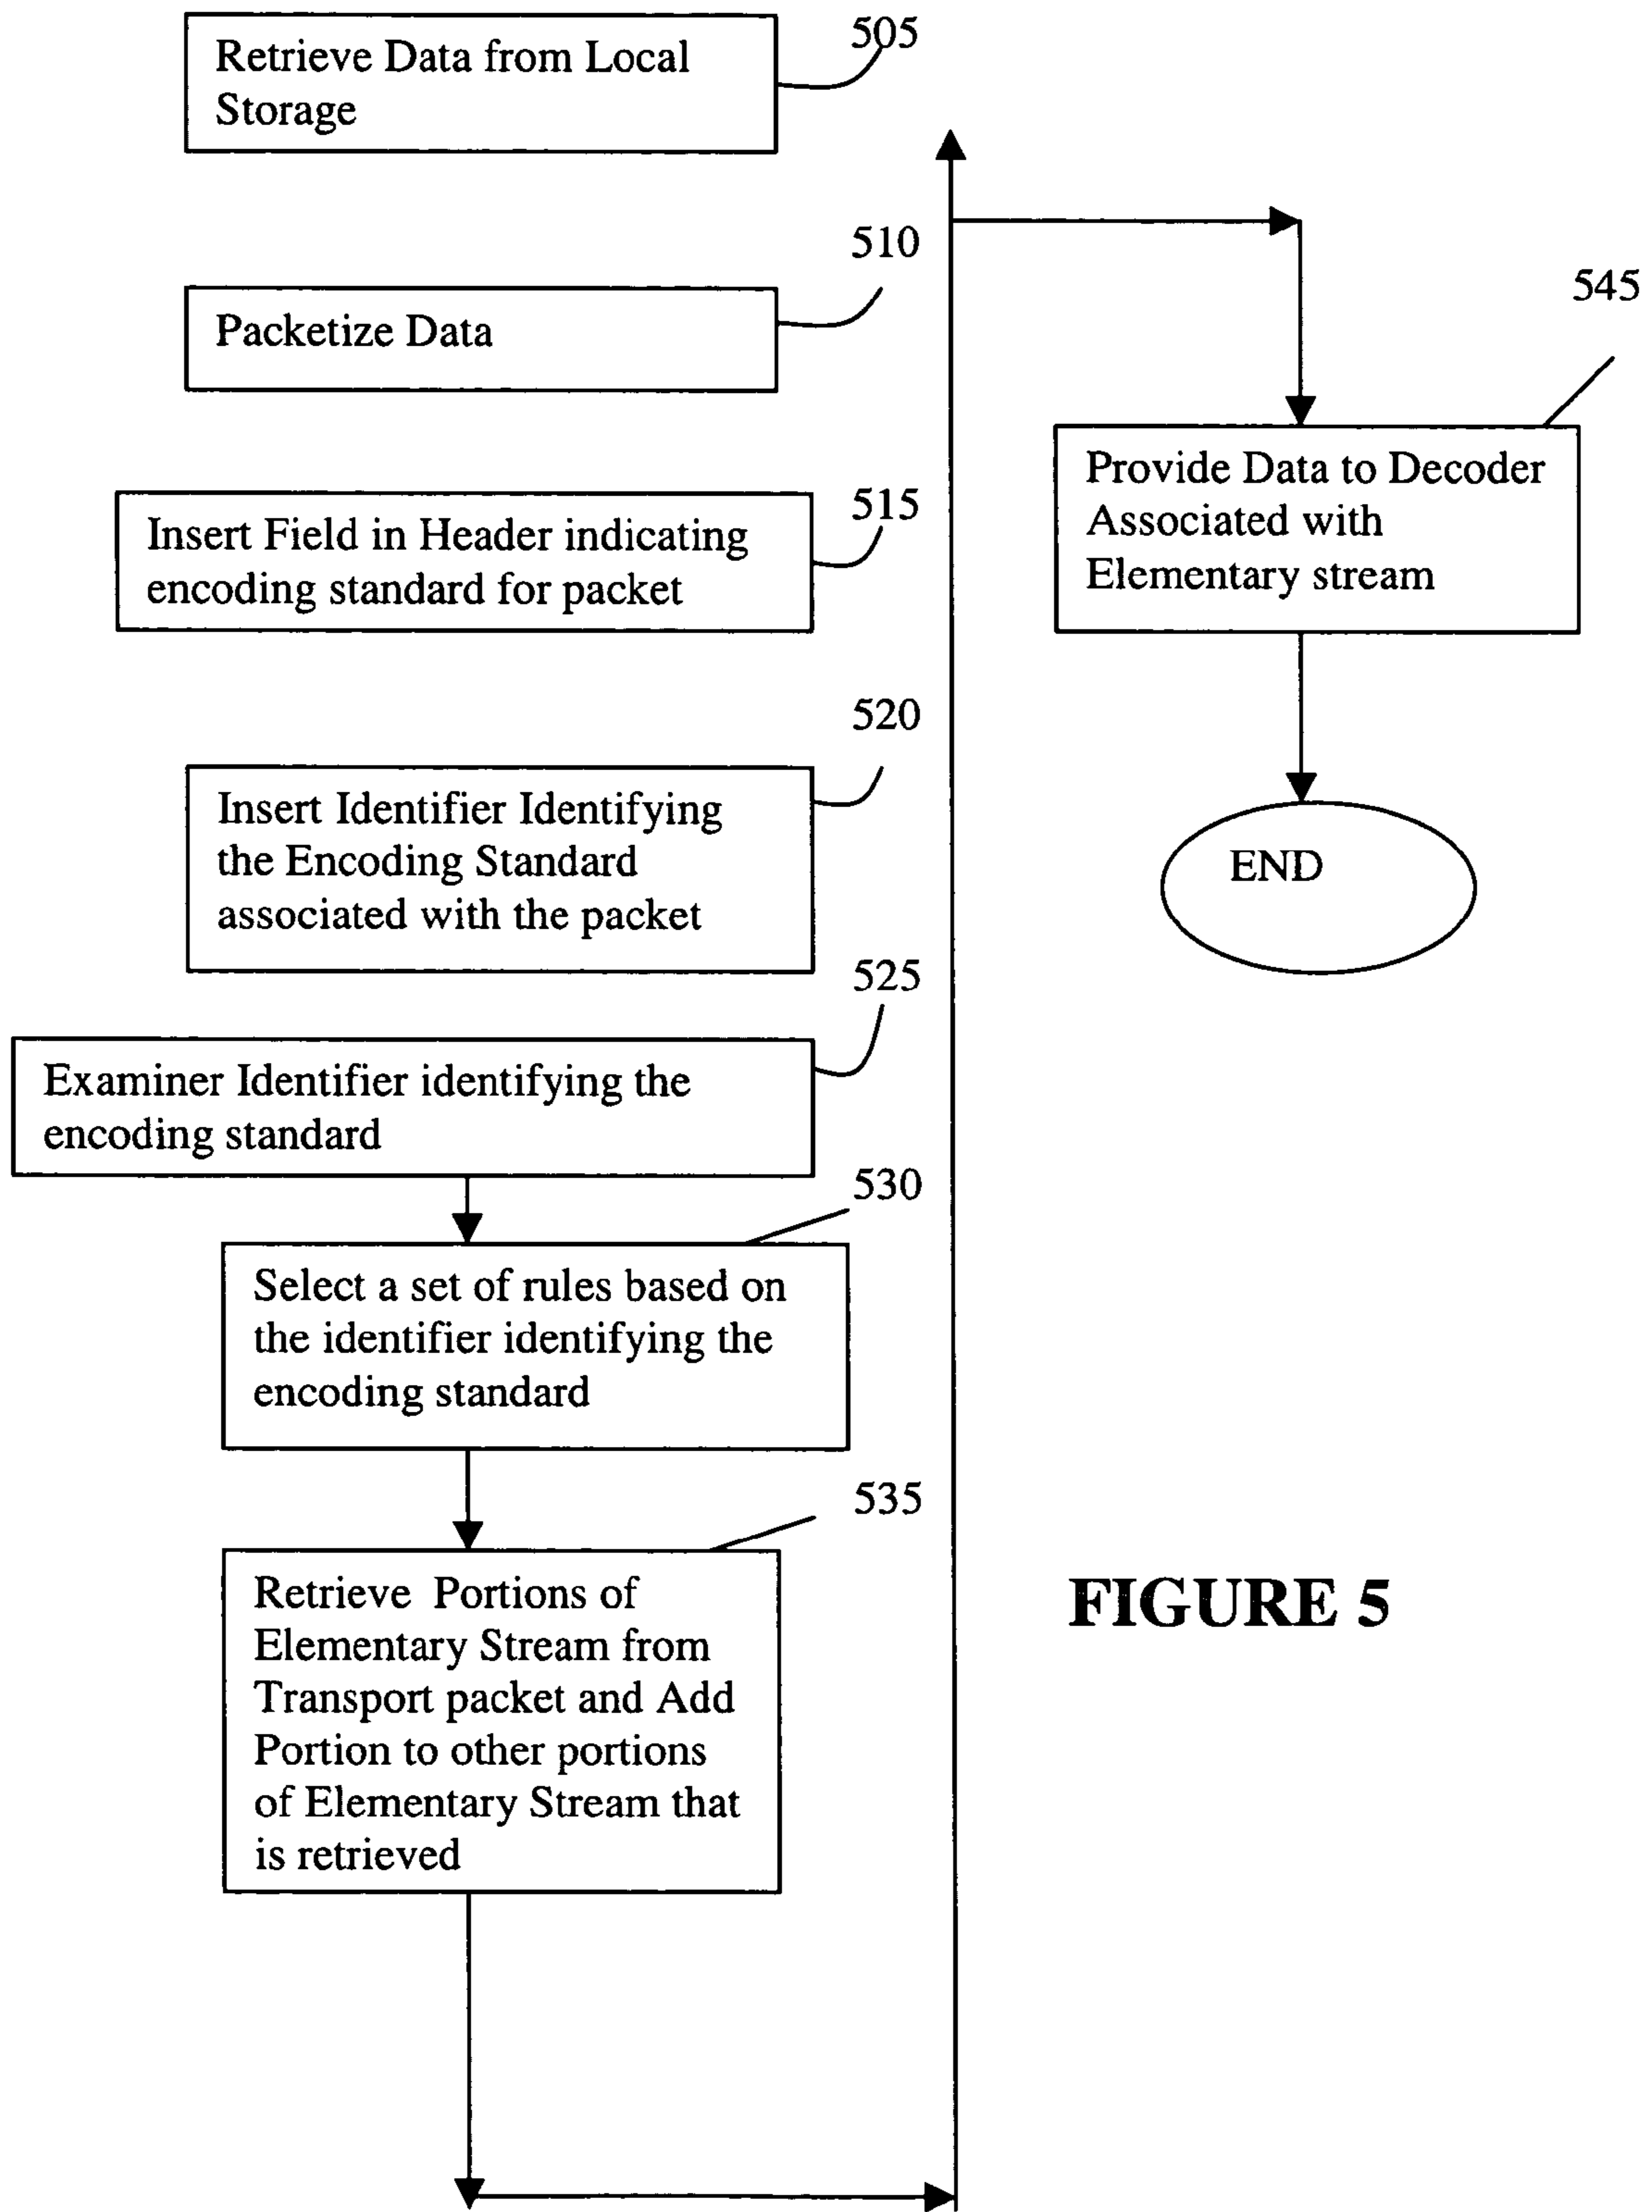 505
Retrieve Data from Local
Storage
510
Packetize Data
515
Insert Field in Header indicating
encoding standard for packet
520
Insert Identifier Identifying
the Encoding Standard
associated with the packet
525
Examiner Identifier identifying the
encoding standard
530
Select a set of rules based on
the identifier identifying the
encoding standard
535
Retrieve Portions of
Elementary Stream from
Transport packet and Add
Portion to other portions
of Elementary Stream that
is retrieved
545
Provide Data to Decoder
Associated with
Elementary stream
END
FIGURE 5